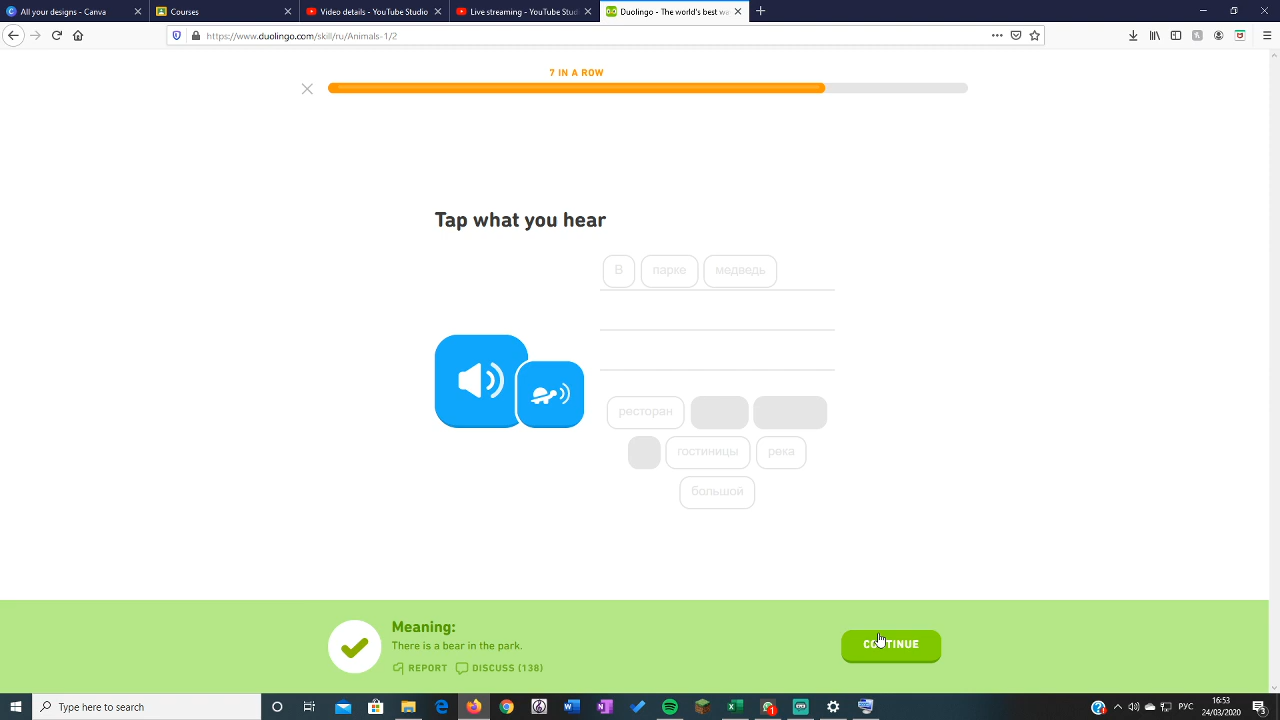 All your designs - Canva
Courses
Video details - YouTube Studio
Live streaming - YouTube Stud
Duolingo - The world's best wa
https://www.duolingo.com/skill/ru/Animals-1/2
7 IN A ROW
Tap what you hear
В парке медведь
ресторан
гостиницы река
большой
Meaning:
There is a bear in the park.
REPORT DISCUSS (138)
CONTINUE
Type here to search
РУС
16:53
24/03/2020